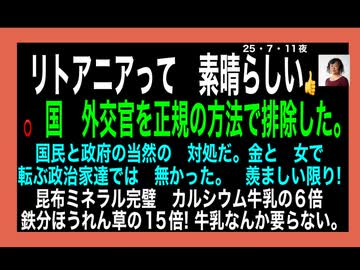 25・7・11夜
リトアニアって 素晴らしい👍
。国 外交官を正規の方法で排除した。
国民と政府の当然の 対処だ。金と 女で
転ぶ政治家達では 無かった。 羨ましい限り!
昆布ミネラル完璧 カルシウム牛乳の6倍
鉄分ほうれん草の15倍! 牛乳なんか要らない。